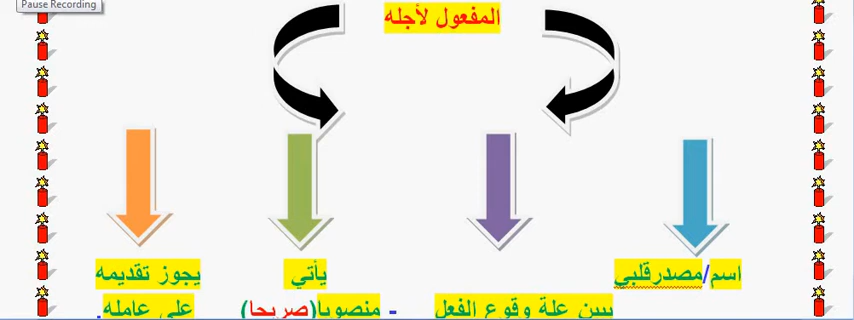 Pause Recording
المفعول لأجله
اسم/مصدرقلبي
يبين علة وقوع الفعل
يأتي
- منصوبا(صريحا)
يجوز تقديمه
على عامله.